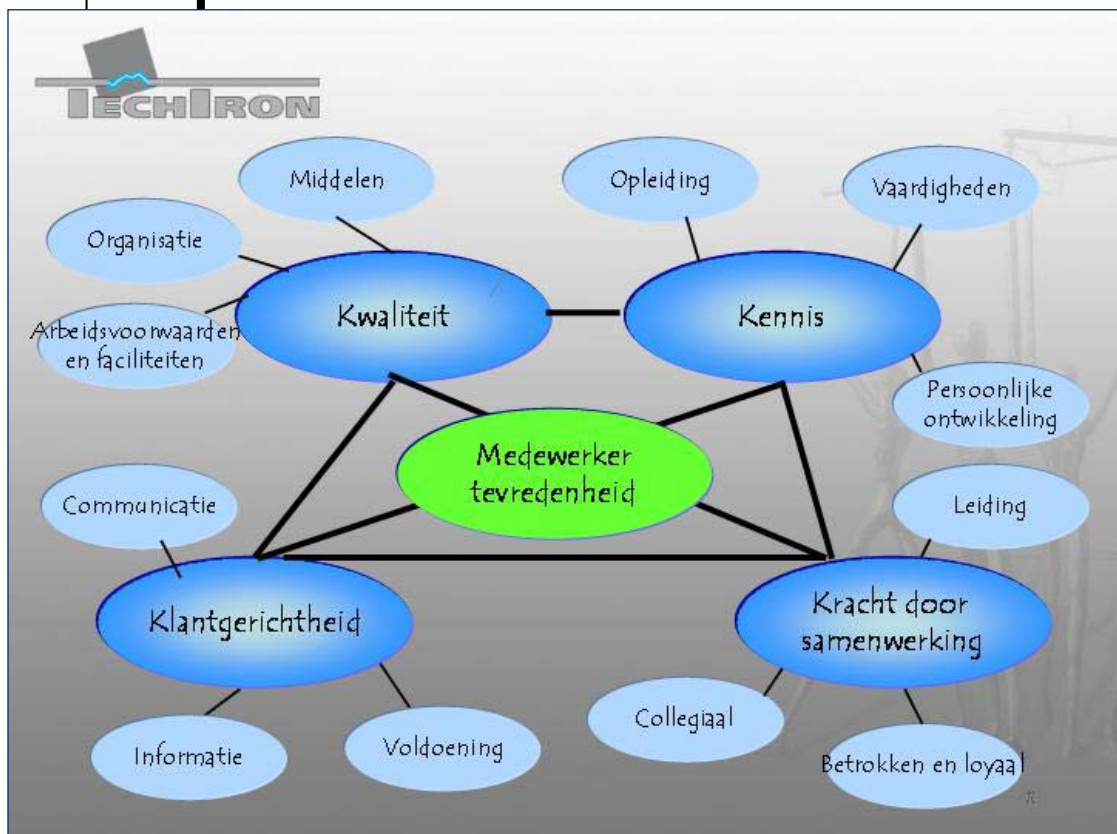 TECHTRON
Middelen
Opleiding
Vaardigheden
Organisatie
Kwaliteit
Kennis
Arbeidsvoorwaarden
en faciliteiten
Persoonlijke
ontwikkeling
Medewerker
tevredenheid
Communicatie
Leiding
Klantgerichtheid
Kracht door
samenwerking
Collegiaal
Informatie
Voldoening
Betrokken en loyaal